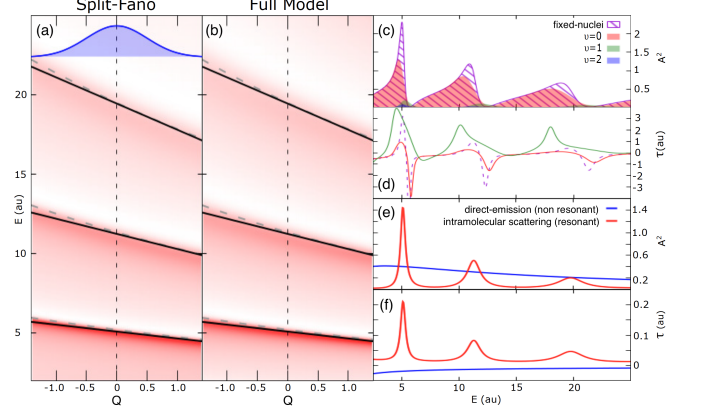 Split-Fano
Full Model
(a)
(b)
20
15
10
5
E (au)
-1.0
-0.5
0
0.5
1.0
Q
-1.0
-0.5
0
0.5
1.0
Q
(c)
fixed-nuclei
υ=0
υ=1
υ=2
2
1.5
1
0.5
A²
(d)
3
2
1
0
-1
-2
-3
τ(au)
(e)
direct-emission (non resonant)
intramolecular scattering (resonant)
1.4
1.0
0.6
0.2
A²
(f)
0.2
0.1
0
τ (au)
5
10
15
20
E (au)